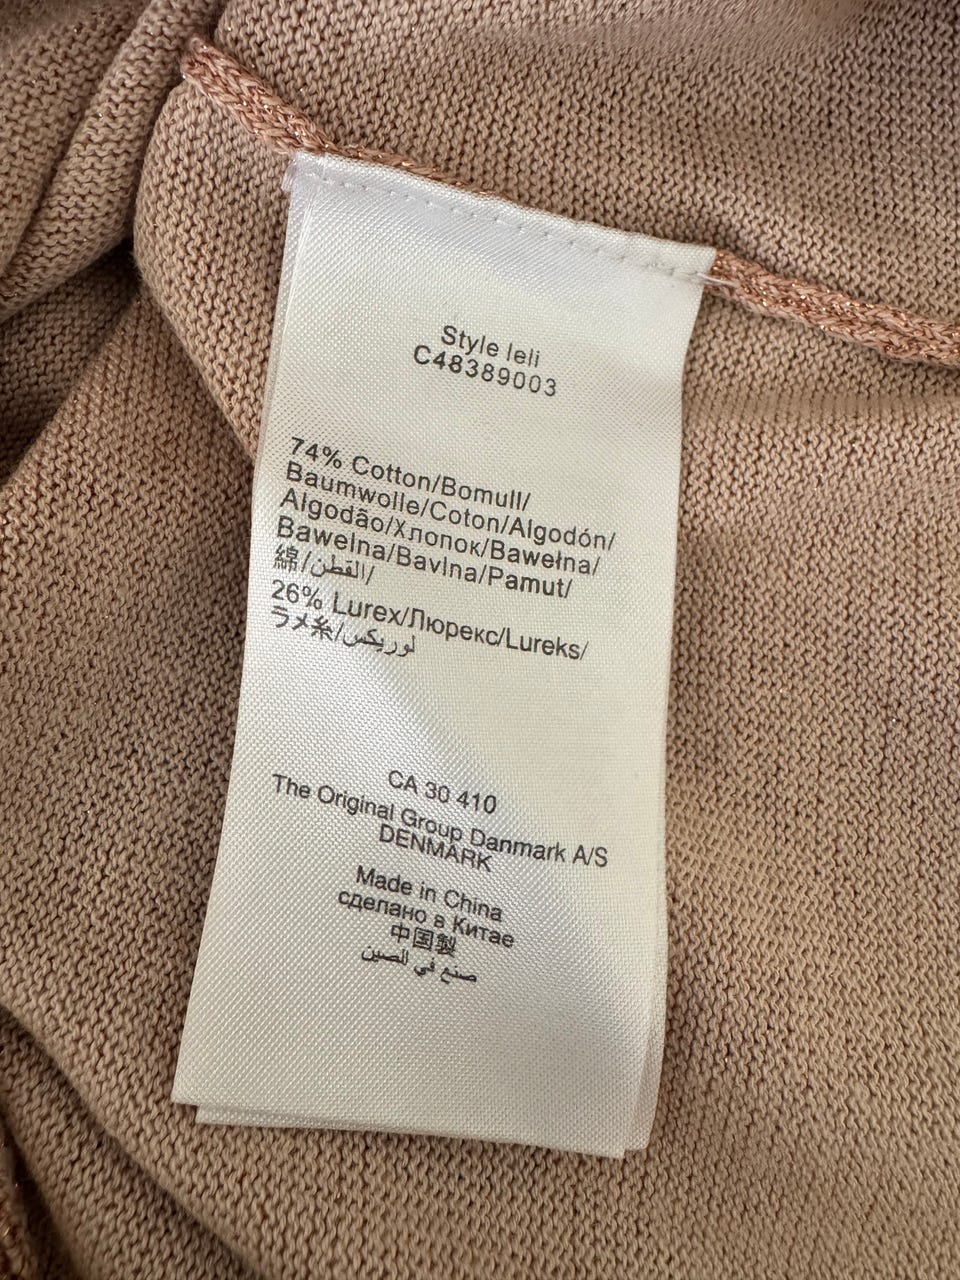 Style leli
C48389003
74% Cotton/Bomull/
Baumwolle/Coton/Algodón/
Algodão/Хлопок/Bawełna/
Bawelna/Bavlna/Pamut/
綿/القطن/
26% Lurex/Люрекс/Lureks/
ラメ糸/لوريكس
CA 30 410
The Original Group Danmark A/S
DENMARK
Made in China
сделано в Китае
中国製
صنع في الصين